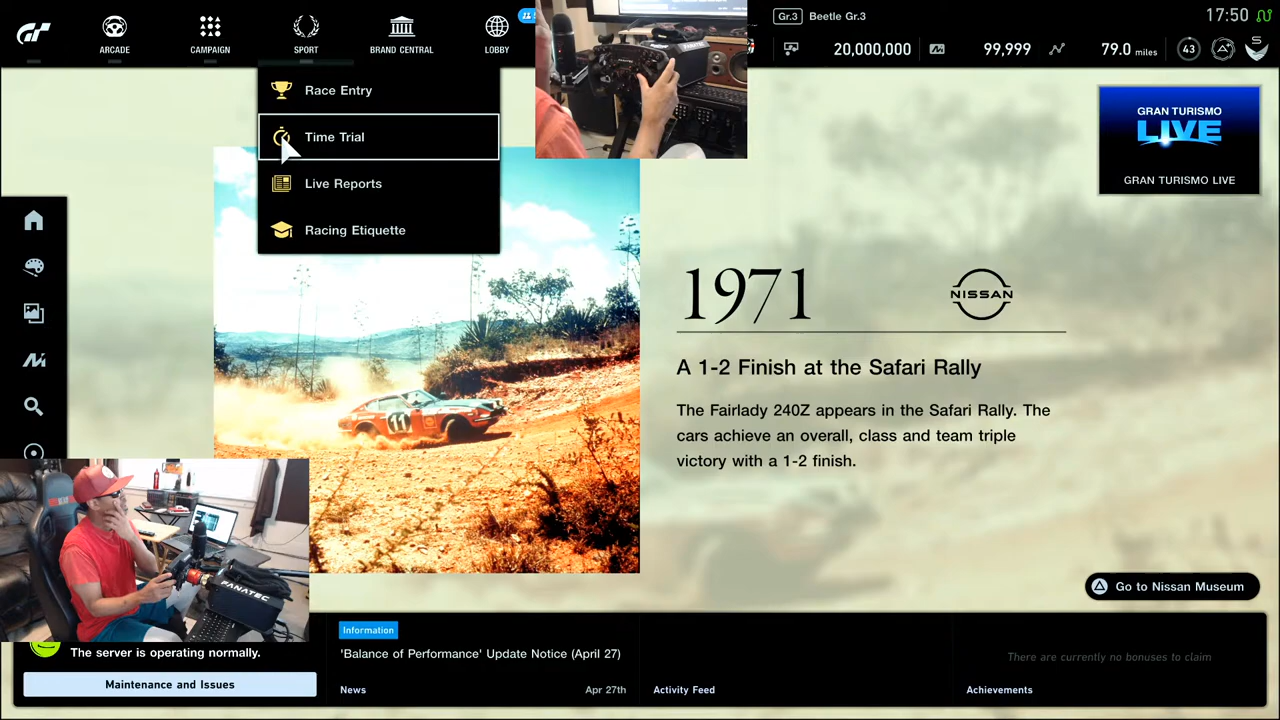 GT
ARCADE
CAMPAIGN
SPORT
BRAND CENTRAL
LOBBY
Gr.3
Beetle Gr.3
17:50
20,000,000
99,999
79.0 miles
43
A+
S
Race Entry
Time Trial
Live Reports
Racing Etiquette
GRAN TURISMO
LIVE
GRAN TURISMO LIVE
1971
NISSAN
A 1-2 Finish at the Safari Rally
The Fairlady 240Z appears in the Safari Rally. The
cars achieve an overall, class and team triple
victory with a 1-2 finish.
11
FANATEC
Go to Nissan Museum
The server is operating normally.
Maintenance and Issues
Information
'Balance of Performance' Update Notice (April 27)
News
Apr 27th
Activity Feed
There are currently no bonuses to claim
Achievements